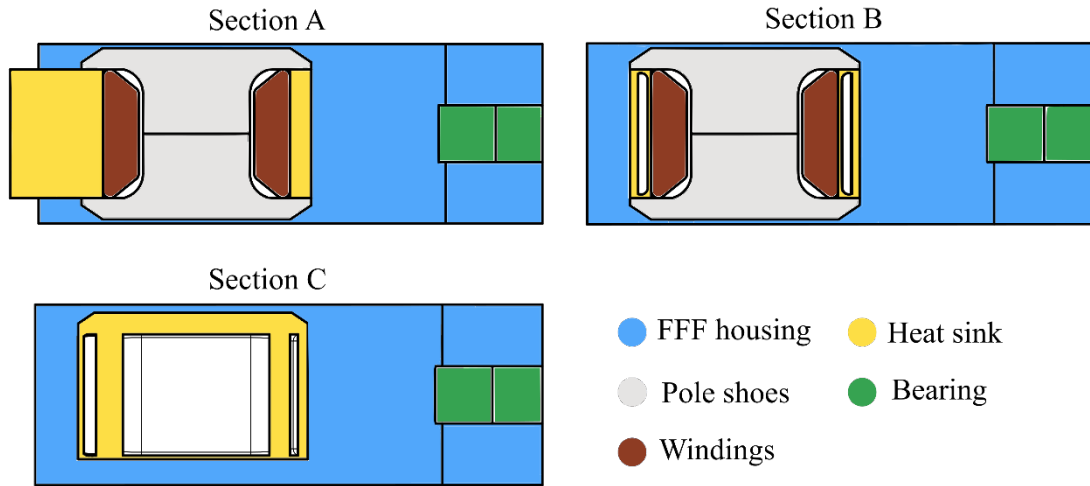 Section A
Section B
Section C
FFF housing
Heat sink
Pole shoes
Bearing
Windings